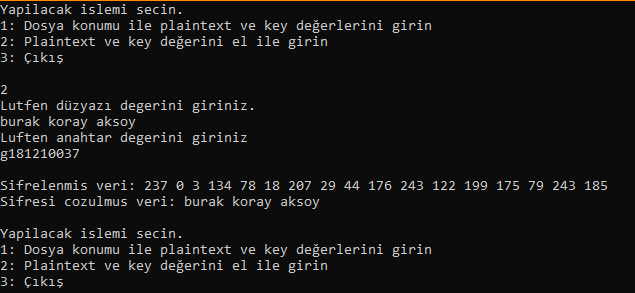 Yapilacak islemi secin.
1: Dosya konumu ile plaintext ve key değerlerini girin
2: Plaintext ve key değerini el ile girin
3: Çıkış
2
Lutfen düzyazı degerini giriniz.
burak koray aksoy
Luften anahtar degerini giriniz
g181210037
Sifrelenmis veri: 237 0 3 134 78 18 207 29 44 176 243 122 199 175 79 243 185
Sifresi cozulmus veri: burak koray aksoy
Yapilacak islemi secin.
1: Dosya konumu ile plaintext ve key değerlerini girin
2: Plaintext ve key değerini el ile girin
3: Çıkış